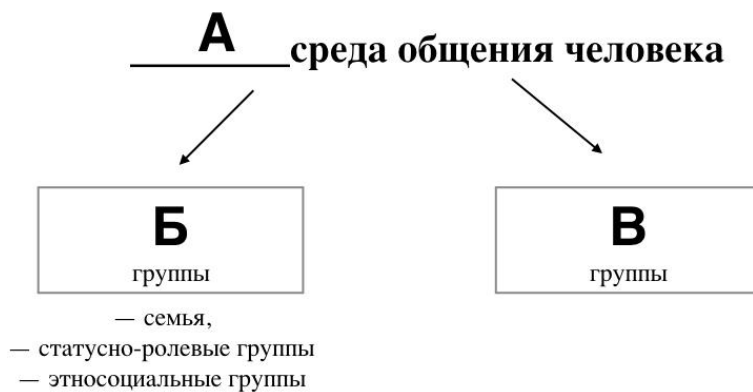 А среда общения человека
Б
группы
В
группы
— семья,
— статусно-ролевые группы
— этносоциальные группы